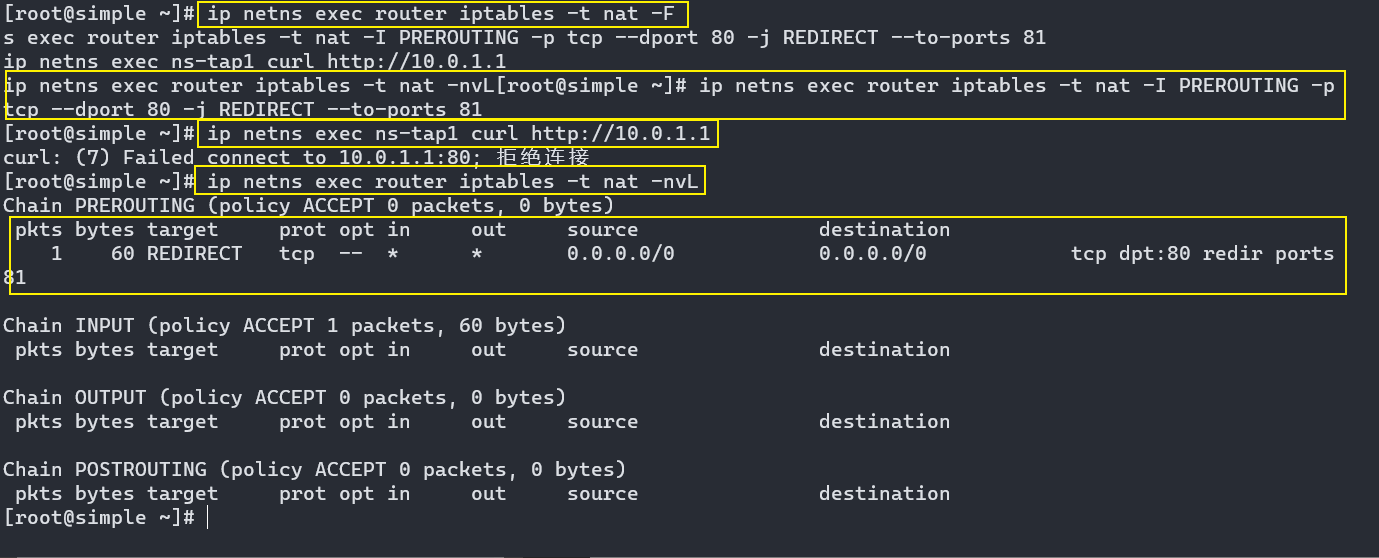 [root@simple ~]# ip netns exec router iptables -t nat -F
s exec router iptables -t nat -I PREROUTING -p tcp --dport 80 -j REDIRECT --to-ports 81
ip netns exec ns-tap1 curl http://10.0.1.1
ip netns exec router iptables -t nat -nvL[root@simple ~]# ip netns exec router iptables -t nat -I PREROUTING -p
tcp --dport 80 -j REDIRECT --to-ports 81
[root@simple ~]# ip netns exec ns-tap1 curl http://10.0.1.1
curl: (7) Failed connect to 10.0.1.1:80; 拒绝连接
[root@simple ~]# ip netns exec router iptables -t nat -nvL
Chain PREROUTING (policy ACCEPT 0 packets, 0 bytes)
 pkts bytes target     prot opt in     out     source               destination
    1    60 REDIRECT   tcp  --  *      *       0.0.0.0/0            0.0.0.0/0            tcp dpt:80 redir ports
81
Chain INPUT (policy ACCEPT 1 packets, 60 bytes)
 pkts bytes target     prot opt in     out     source               destination
Chain OUTPUT (policy ACCEPT 0 packets, 0 bytes)
 pkts bytes target     prot opt in     out     source               destination
Chain POSTROUTING (policy ACCEPT 0 packets, 0 bytes)
 pkts bytes target     prot opt in     out     source               destination
[root@simple ~]#